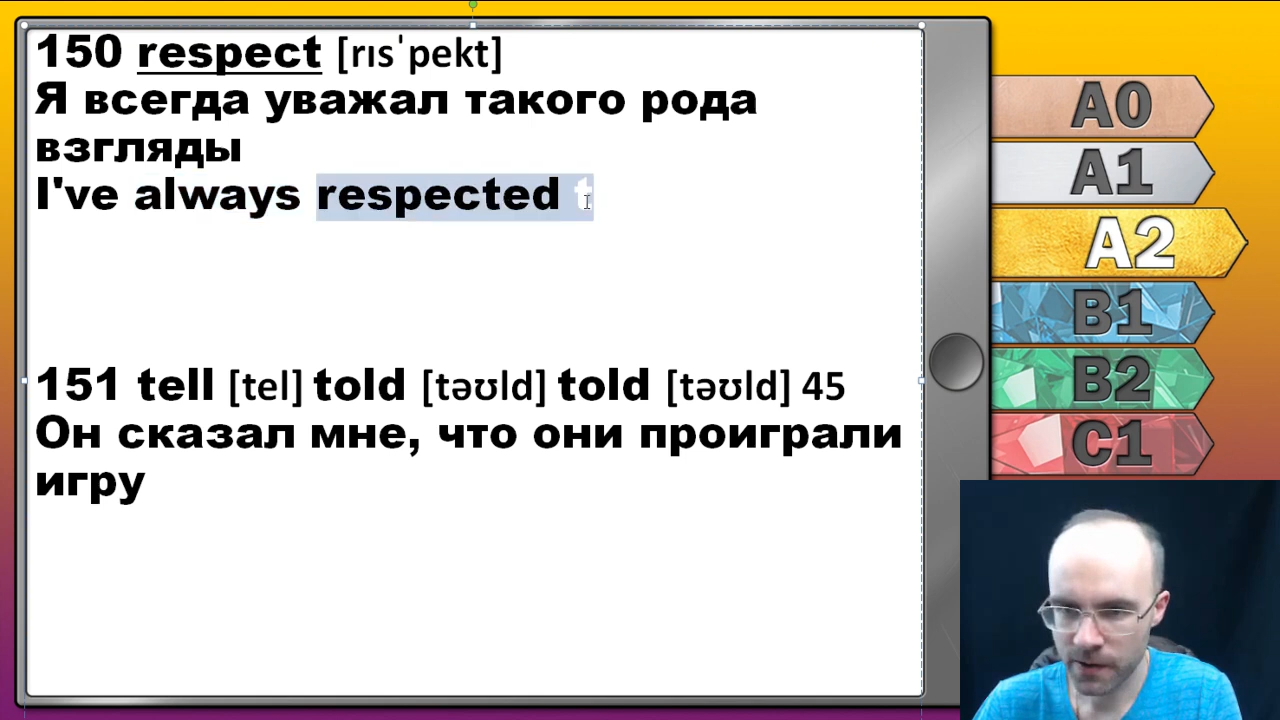 150 respect [rɪsˈpekt]
Я всегда уважал такого рода
взгляды
I've always respected t
151 tell [tel] told [təʊld] told [təʊld] 45
Он сказал мне, что они проиграли
игру
A0
A1
A2
B1
B2
C1